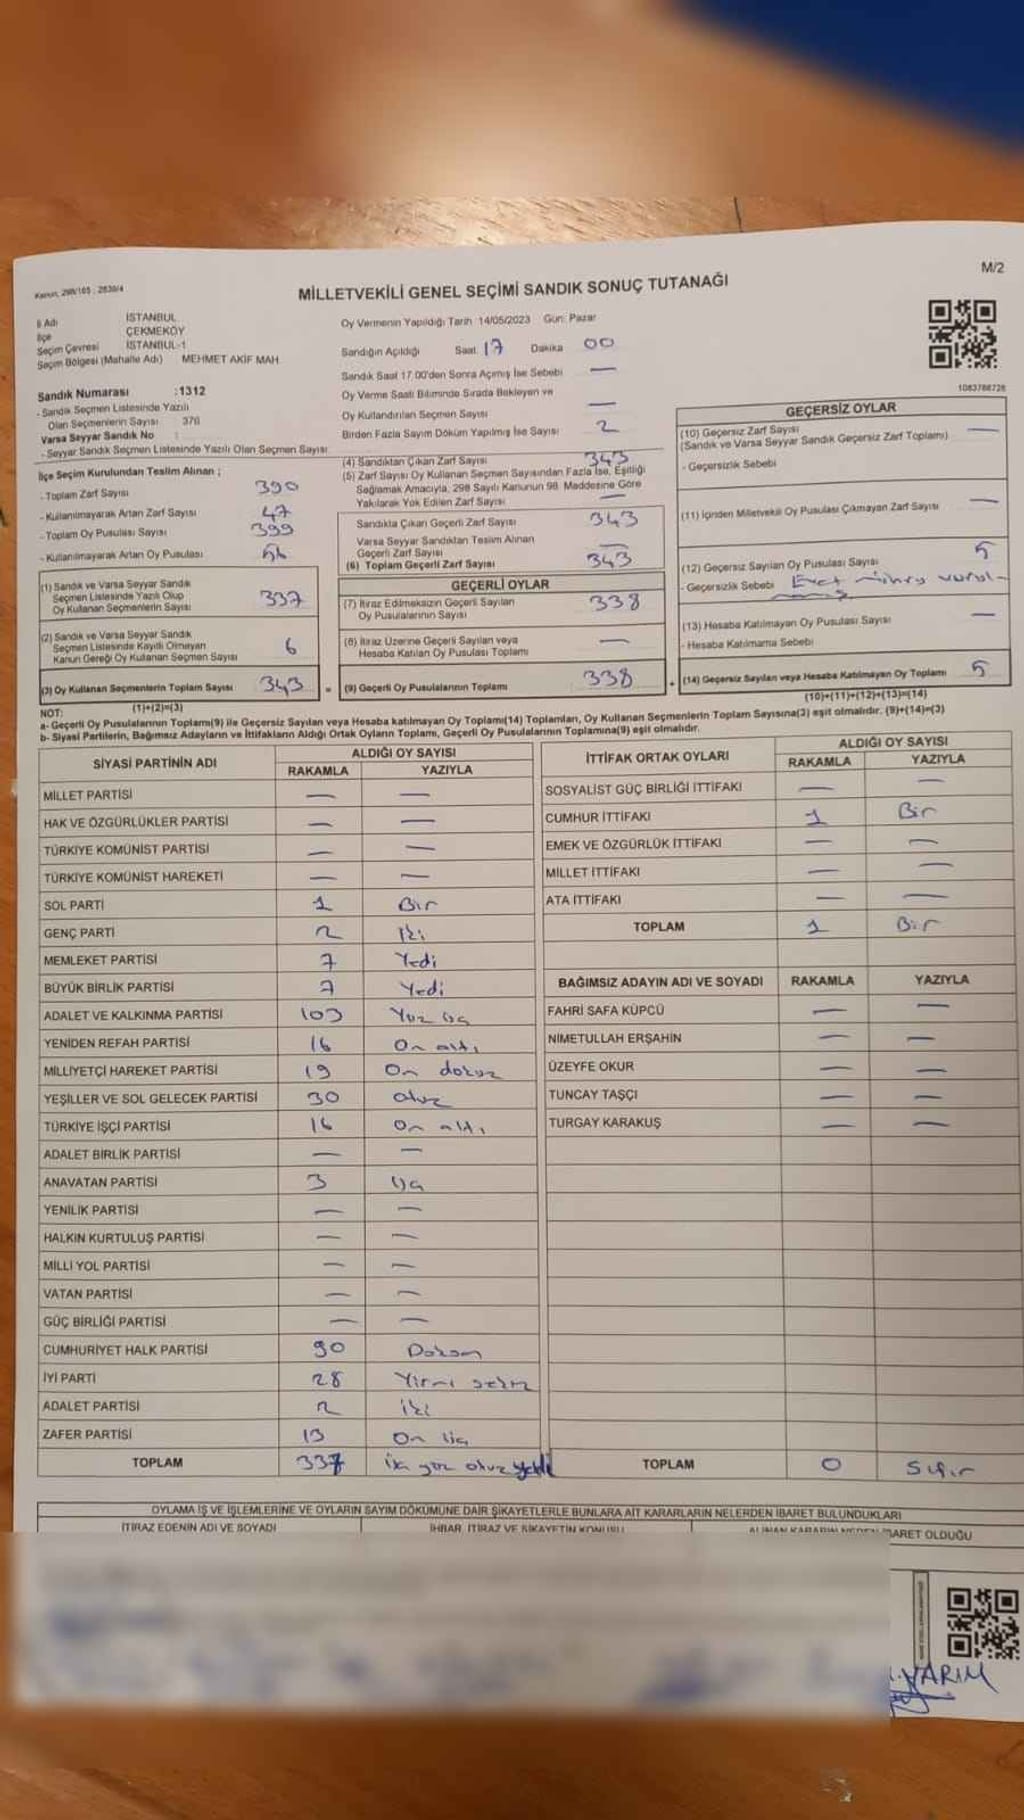 Kanun: 298/105 ; 2839/4
M/2
MİLLETVEKİLİ GENEL SEÇİMİ SANDIK SONUÇ TUTANAĞI
İl Adı İSTANBUL
İlçe ÇEKMEKÖY
Seçim Çevresi İSTANBUL-1
Seçim Bölgesi (Mahalle Adı) MEHMET AKİF MAH.
Sandık Numarası :1312
- Sandık Seçmen Listesinde Yazılı
Olan Seçmenlerin Sayısı 376
Varsa Seyyar Sandık No :
- Seyyar Sandık Seçmen Listesinde Yazılı Olan Seçmen Sayısı:
Oy Vermenin Yapıldığı Tarih :14/05/2023 Gün: Pazar
Sandığın Açıldığı Saat 17 Dakika 00
Sandık Saat 17.00'den Sonra Açılmış İse Sebebi —
Oy Verme Saati Bitiminde Sırada Bekleyen ve
Oy Kullandırılan Seçmen Sayısı —
Birden Fazla Sayım Döküm Yapılmış İse Sayısı 2
1083788728
İlçe Seçim Kurulundan Teslim Alınan ;
- Toplam Zarf Sayısı 390
- Kullanılmayarak Artan Zarf Sayısı 47
- Toplam Oy Pusulası Sayısı 399
- Kullanılmayarak Artan Oy Pusulası 56
(1) Sandık ve Varsa Seyyar Sandık
Seçmen Listesinde Yazılı Olup
Oy Kullanan Seçmenlerin Sayısı 337
(2) Sandık ve Varsa Seyyar Sandık
Seçmen Listesinde Kayıtlı Olmayan
Kanun Gereği Oy Kullanan Seçmen Sayısı 6
(3) Oy Kullanan Seçmenlerin Toplam Sayısı 343
(1)+(2)=(3)
(4) Sandıktan Çıkan Zarf Sayısı 343
(5) Zarf Sayısı Oy Kullanan Seçmen Sayısından Fazla İse, Eşitliği
Sağlamak Amacıyla, 298 Sayılı Kanunun 98. Maddesine Göre
Yakılarak Yok Edilen Zarf Sayısı —
Sandıkta Çıkan Geçerli Zarf Sayısı 343
Varsa Seyyar Sandıktan Teslim Alınan
Geçerli Zarf Sayısı —
(6) Toplam Geçerli Zarf Sayısı 343
GEÇERLİ OYLAR
(7) İtiraz Edilmeksizin Geçerli Sayılan
Oy Pusulalarının Sayısı 338
(8) İtiraz Üzerine Geçerli Sayılan veya
Hesaba Katılan Oy Pusulası Toplamı —
= (9) Geçerli Oy Pusulalarının Toplamı 338 +
GEÇERSİZ OYLAR
(10) Geçersiz Zarf Sayısı —
(Sandık ve Varsa Seyyar Sandık Geçersiz Zarf Toplamı)
- Geçersizlik Sebebi
(11) İçinden Milletvekili Oy Pusulası Çıkmayan Zarf Sayısı —
(12) Geçersiz Sayılan Oy Pusulası Sayısı 5
- Geçersizlik Sebebi Evet mührü
(13) Hesaba Katılmayan Oy Pusulası Sayısı —
- Hesaba Katılmama Sebebi
(14) Geçersiz Sayılan veya Hesaba Katılmayan Oy Toplamı 5
(10)+(11)+(12)+(13)=(14)
NOT:
a- Geçerli Oy Pusulalarının Toplamı(9) ile Geçersiz Sayılan veya Hesaba katılmayan Oy Toplamı(14) Toplamları, Oy Kullanan Seçmenlerin Toplam Sayısına(3) eşit olmalıdır. (9)+(14)=(3)
b- Siyasi Partilerin, Bağımsız Adayların ve İttifakların Aldığı Ortak Oyların Toplamı, Geçerli Oy Pusulalarının Toplamına(9) eşit olmalıdır.
SİYASİ PARTİNİN ADI ALDIĞI OY SAYISI
RAKAMLA YAZIYLA
MİLLET PARTİSİ — —
HAK VE ÖZGÜRLÜKLER PARTİSİ — —
TÜRKİYE KOMÜNİST PARTİSİ — —
TÜRKİYE KOMÜNİST HAREKETİ — —
SOL PARTİ 1 Bir
GENÇ PARTİ 2 İki
MEMLEKET PARTİSİ 7 Yedi
BÜYÜK BİRLİK PARTİSİ 7 Yedi
ADALET VE KALKINMA PARTİSİ 103 Yüz üç
YENİDEN REFAH PARTİSİ 16 On altı
MİLLİYETÇİ HAREKET PARTİSİ 19 On dokuz
YEŞİLLER VE SOL GELECEK PARTİSİ 30 otuz
TÜRKİYE İŞÇİ PARTİSİ 16 On altı
ADALET BİRLİK PARTİSİ — —
ANAVATAN PARTİSİ 3 Üç
YENİLİK PARTİSİ — —
HALKIN KURTULUŞ PARTİSİ — —
MİLLİ YOL PARTİSİ — —
VATAN PARTİSİ — —
GÜÇ BİRLİĞİ PARTİSİ — —
CUMHURİYET HALK PARTİSİ 90 Doksan
İYİ PARTİ 28 Yirmi sekiz
ADALET PARTİSİ 2 İki
ZAFER PARTİSİ 13 On üç
TOPLAM 337 üç yüz otuz yedi
İTTİFAK ORTAK OYLARI ALDIĞI OY SAYISI
RAKAMLA YAZIYLA
SOSYALİST GÜÇ BİRLİĞİ İTTİFAKI — —
CUMHUR İTTİFAKI 1 Bir
EMEK VE ÖZGÜRLÜK İTTİFAKI — —
MİLLET İTTİFAKI — —
ATA İTTİFAKI — —
TOPLAM 1 Bir
BAĞIMSIZ ADAYIN ADI VE SOYADI RAKAMLA YAZIYLA
FAHRİ SAFA KÜPCÜ — —
NİMETULLAH ERŞAHİN — —
ÜZEYFE OKUR — —
TUNCAY TAŞÇI — —
TURGAY KARAKUŞ — —
TOPLAM 0 Sıfır
OYLAMA İŞ VE İŞLEMLERİNE VE OYLARIN SAYIM DÖKÜMÜNE DAİR ŞİKAYETLERLE BUNLARA AİT KARARLARIN NELERDEN İBARET BULUNDUKLARI
İTİRAZ EDENİN ADI VE SOYADI İHBAR, İTİRAZ VE ŞİKAYETİN KONUSU ALINAN KARARIN NEDEN İBARET OLDUĞU
YARIM